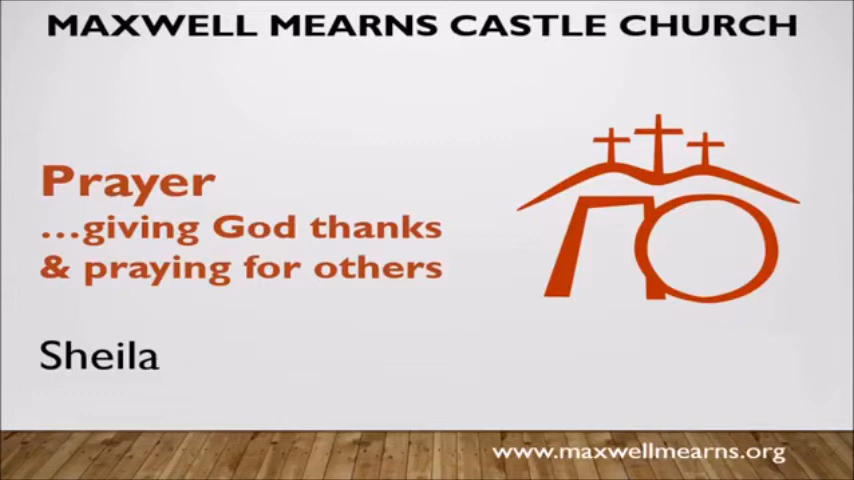 MAXWELL MEARNS CASTLE CHURCH
Prayer
...giving God thanks
& praying for others
Sheila
www.maxwellmearns.org